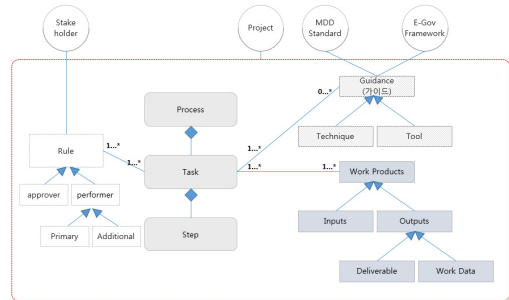 Stake
holder
Project
MDD
Standard
E-Gov
Framework
Guidance
(가이드)
0...*
Process
Technique
Tool
Rule
1...*
1...*
1...*
Task
1...*
1...*
Work Products
approver
performer
Primary
Additional
Step
Inputs
Outputs
Deliverable
Work Data